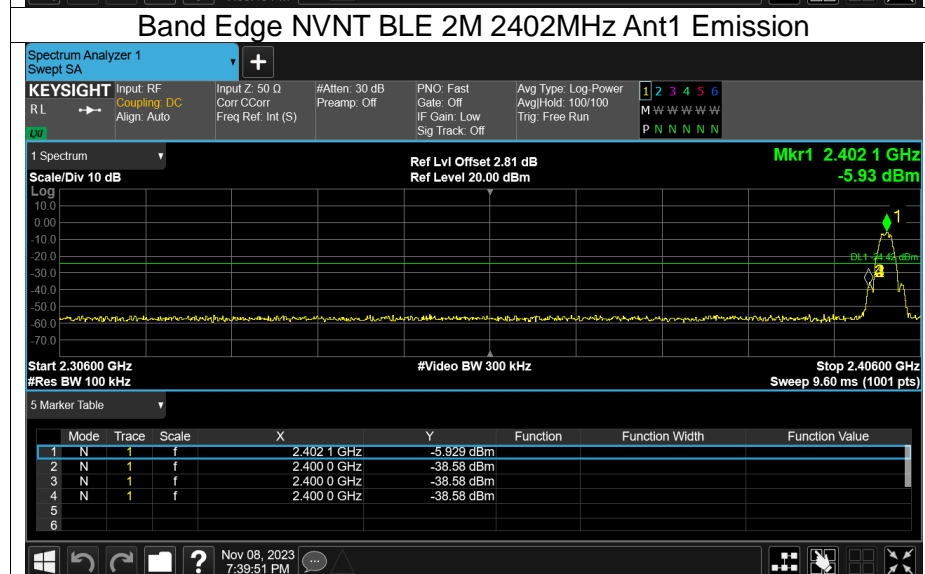 Band Edge NVNT BLE 2M 2402MHz Ant1 Emission
Spectrum Analyzer 1
Swept SA
KEYSIGHT
RL
LXI
Input: RF
Coupling: DC
Align: Auto
Input Z: 50 Ω
Corr CCorr
Freq Ref: Int (S)
#Atten: 30 dB
Preamp: Off
PNO: Fast
Gate: Off
IF Gain: Low
Sig Track: Off
Avg Type: Log-Power
Avg|Hold: 100/100
Trig: Free Run
1 2 3 4 5 6
M W W W W W
P N N N N N
1 Spectrum
Scale/Div 10 dB
Ref Lvl Offset 2.81 dB
Ref Level 20.00 dBm
Mkr1 2.402 1 GHz
-5.93 dBm
Log
10.0
0.00
-10.0
-20.0
-30.0
-40.0
-50.0
-60.0
-70.0
1
DL1 -24.42 dBm
Start 2.30600 GHz
#Res BW 100 kHz
#Video BW 300 kHz
Stop 2.40600 GHz
Sweep 9.60 ms (1001 pts)
5 Marker Table
Mode Trace Scale X Y Function Function Width Function Value
1 N 1 f 2.402 1 GHz -5.929 dBm
2 N 1 f 2.400 0 GHz -38.58 dBm
3 N 1 f 2.400 0 GHz -38.58 dBm
4 N 1 f 2.400 0 GHz -38.58 dBm
5
6
Nov 08, 2023
7:39:51 PM